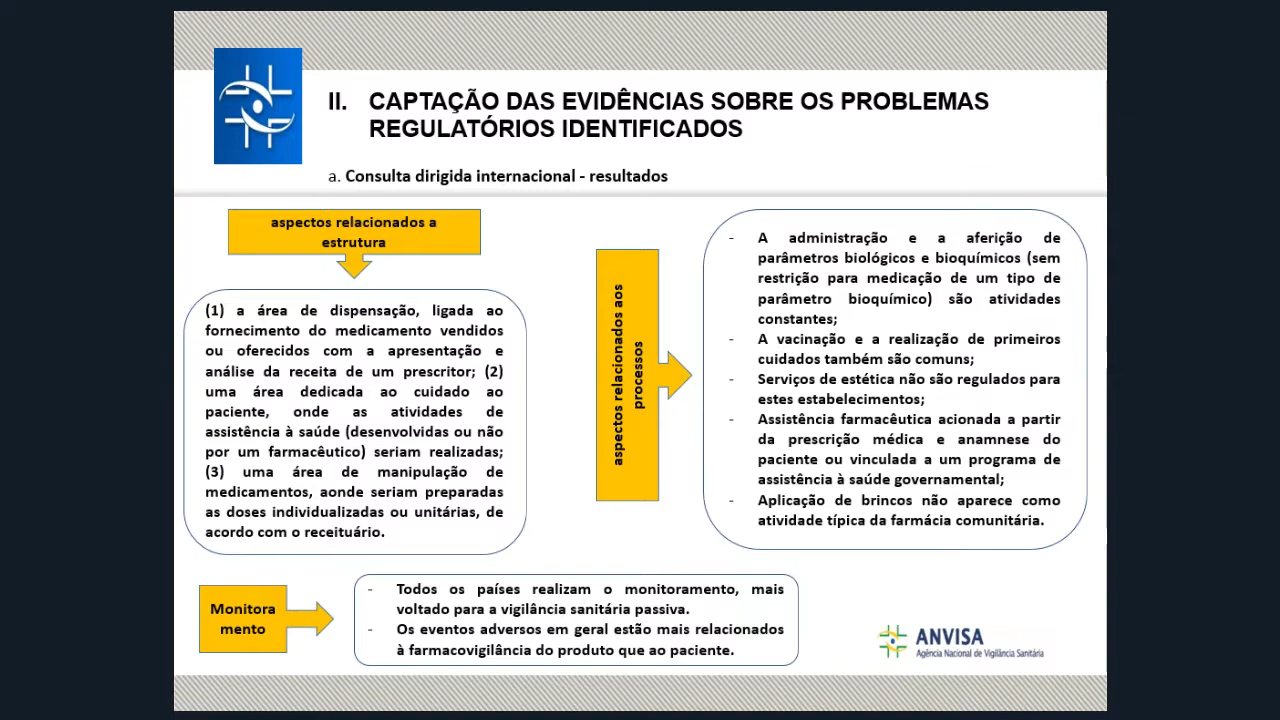 II. CAPTAÇÃO DAS EVIDÊNCIAS SOBRE OS PROBLEMAS
REGULATÓRIOS IDENTIFICADOS
a. Consulta dirigida internacional - resultados
aspectos relacionados a
estrutura
(1) a área de dispensação, ligada ao
fornecimento do medicamento vendidos
ou oferecidos com a apresentação e
análise da receita de um prescritor; (2)
uma área dedicada ao cuidado ao
paciente, onde as atividades de
assistência à saúde (desenvolvidas ou não
por um farmacêutico) seriam realizadas;
(3) uma área de manipulação de
medicamentos, aonde seriam preparadas
as doses individualizadas ou unitárias, de
acordo com o receituário.
aspectos relacionados aos
processos
- A administração e a aferição de
parâmetros biológicos e bioquímicos (sem
restrição para medicação de um tipo de
parâmetro bioquímico) são atividades
constantes;
- A vacinação e a realização de primeiros
cuidados também são comuns;
- Serviços de estética não são regulados para
estes estabelecimentos;
- Assistência farmacêutica acionada a partir
da prescrição médica e anamnese do
paciente ou vinculada a um programa de
assistência à saúde governamental;
- Aplicação de brincos não aparece como
atividade típica da farmácia comunitária.
Monitora
mento
- Todos os países realizam o monitoramento, mais
voltado para a vigilância sanitária passiva.
- Os eventos adversos em geral estão mais relacionados
à farmacovigilância do produto que ao paciente.
ANVISA
Agência Nacional de Vigilância Sanitária